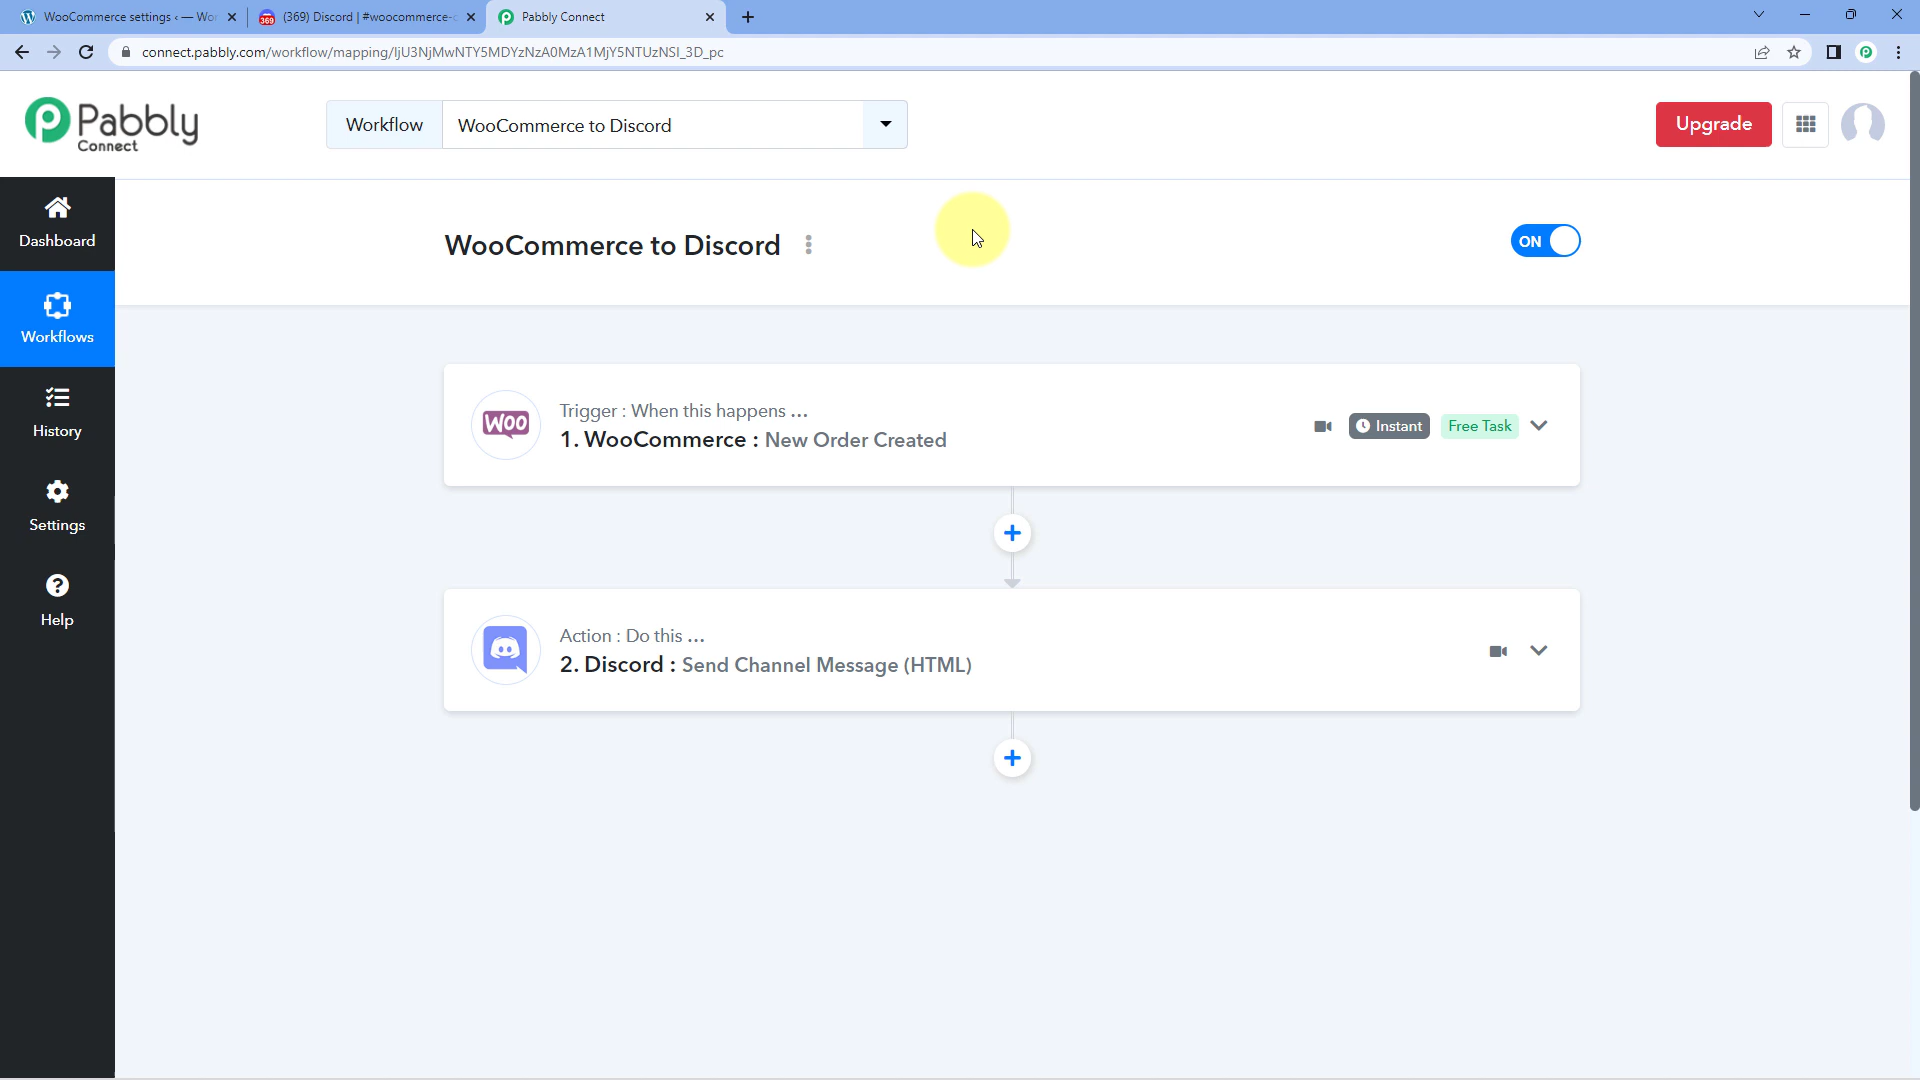 WooCommerce settings ‹ — Wor
369
(369) Discord | #woocommerce-c
Pabbly Connect
connect.pabbly.com/workflow/mapping/IjU3NjMwNTY5MDYzNzA0MzA1MjY5NTUzNSI_3D_pc
Pabbly
Connect
Workflow
WooCommerce to Discord
Upgrade
WooCommerce to Discord
ON
Dashboard
Workflows
History
Settings
Help
WOO
Trigger : When this happens ...
1. WooCommerce : New Order Created
Instant
Free Task
Action : Do this ...
2. Discord : Send Channel Message (HTML)